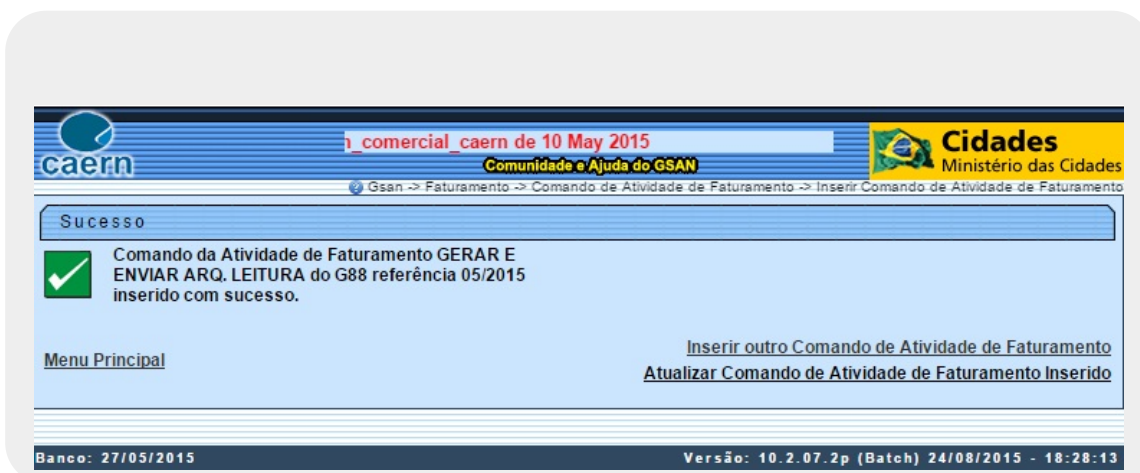 caern
_comercial_caern de 10 May 2015
Comunidade e Ajuda do GSAN
Cidades
Ministério das Cidades
Gsan -> Faturamento -> Comando de Atividade de Faturamento -> Inserir Comando de Atividade de Faturamento
Sucesso
Comando da Atividade de Faturamento GERAR E
ENVIAR ARQ. LEITURA do G88 referência 05/2015
inserido com sucesso.
Menu Principal
Inserir outro Comando de Atividade de Faturamento
Atualizar Comando de Atividade de Faturamento Inserido
Banco: 27/05/2015
Versão: 10.2.07.2p (Batch) 24/08/2015 - 18:28:13